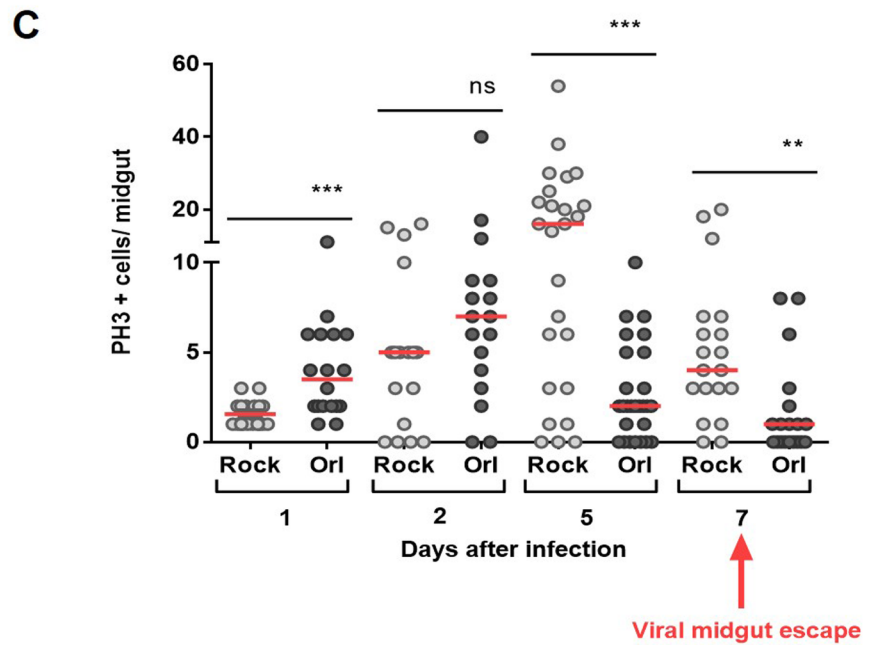 C
PH3 + cells/ midgut
60
40
20
10
5
0
***
ns
***
**
Rock Orl Rock Orl Rock Orl Rock Orl
1 2 5 7
Days after infection
Viral midgut escape